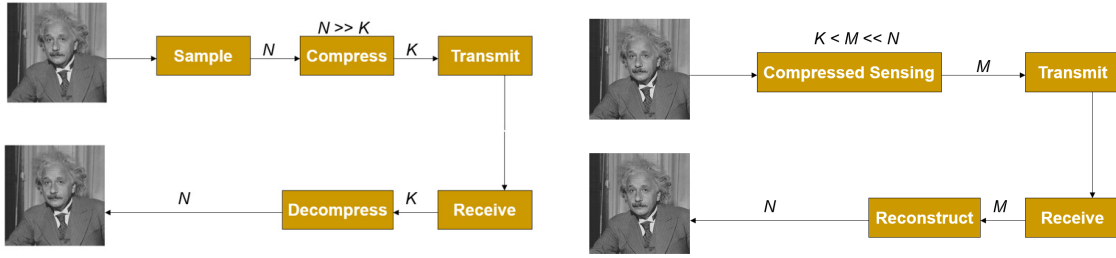 N >> K
Sample N Compress K Transmit
N Decompress K Receive
K < M << N
Compressed Sensing M Transmit
N Reconstruct M Receive